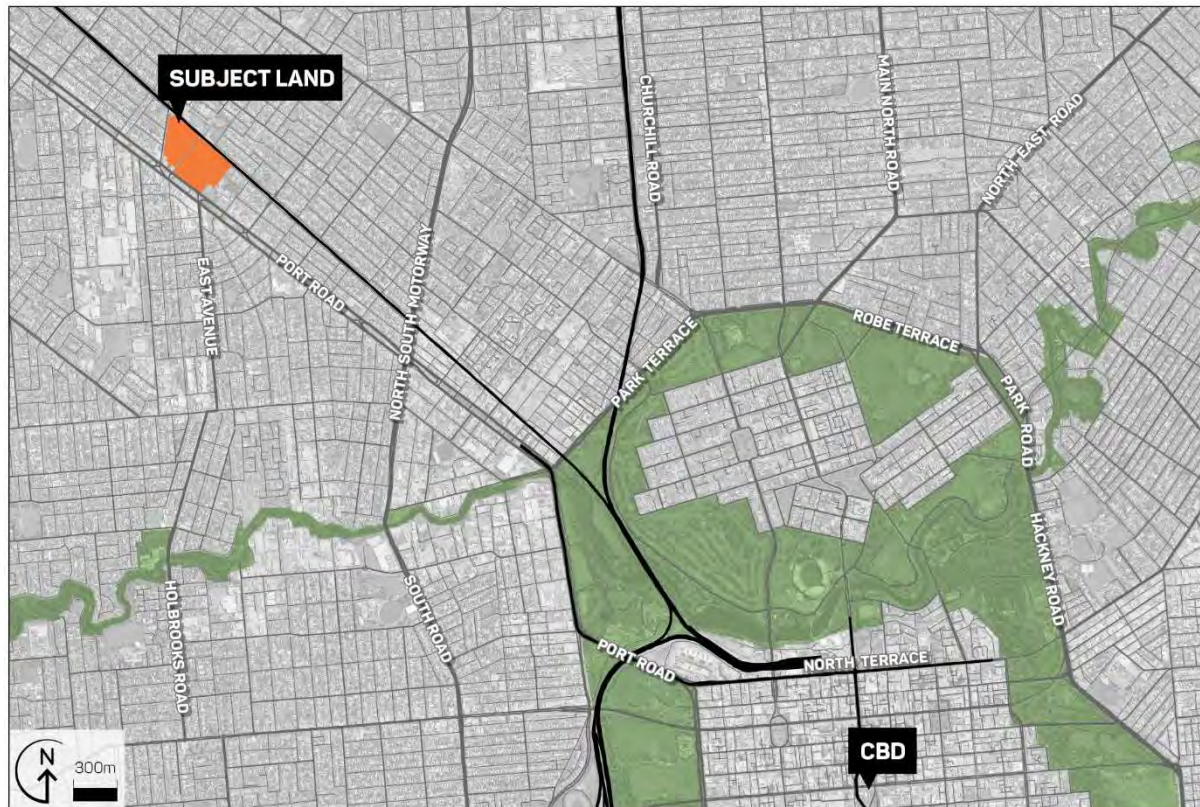 SUBJECT LAND
CHURCHILL ROAD
MAIN NORTH ROAD
NORTH EAST ROAD
EAST AVENUE
PORT ROAD
NORTH SOUTH MOTORWAY
PARK TERRACE
ROBE TERRACE
PARK ROAD
HACKNEY ROAD
HOLBROOKS ROAD
SOUTH ROAD
PORT ROAD
NORTH TERRACE
CBD
N
300m